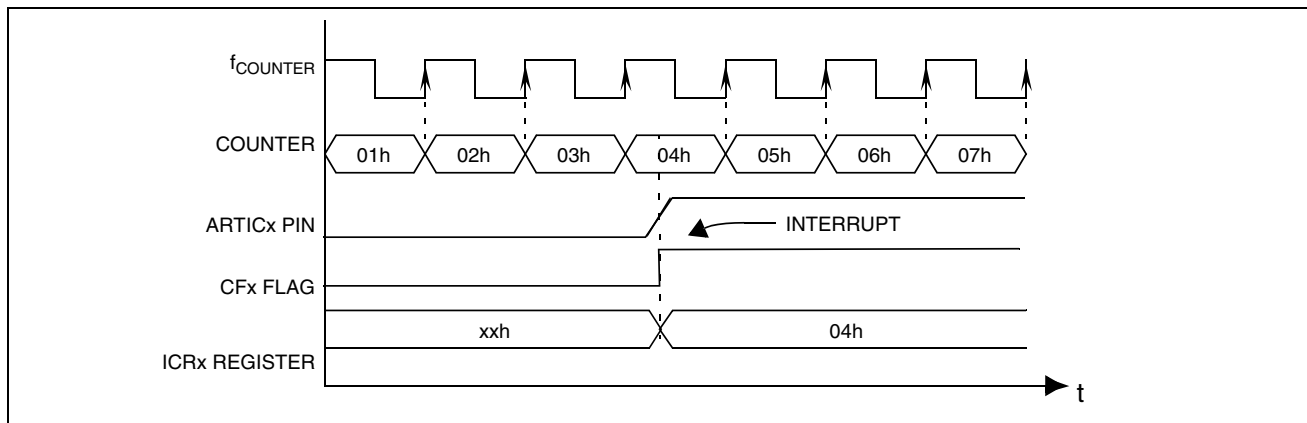 fCOUNTER
COUNTER
01h 02h 03h 04h 05h 06h 07h
ARTICx PIN
INTERRUPT
CFx FLAG
xxh 04h
ICRx REGISTER
t